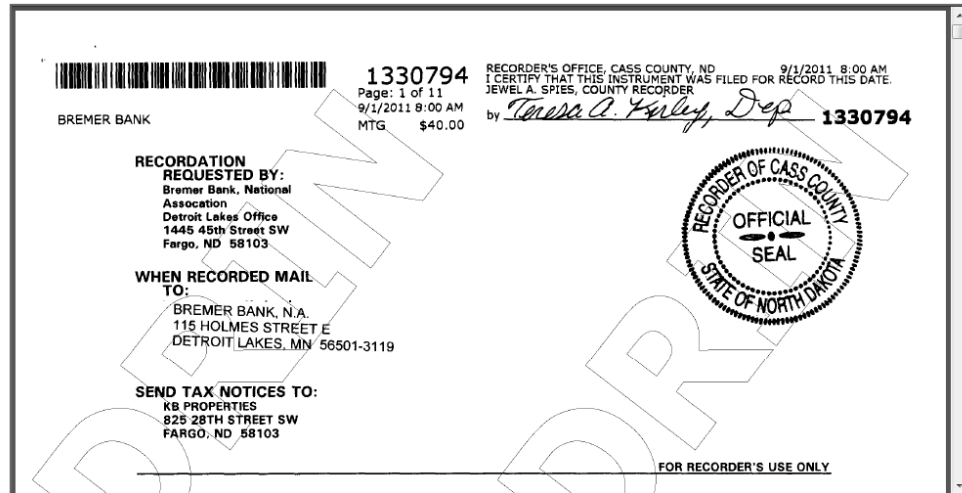 1330794
Page: 1 of 11
9/1/2011 8:00 AM
MTG $40.00
RECORDER'S OFFICE, CASS COUNTY, ND 9/1/2011 8:00 AM
I CERTIFY THAT THIS INSTRUMENT WAS FILED FOR RECORD THIS DATE.
JEWEL A. SPIES, COUNTY RECORDER
by Teresa A. Dep 1330794
BREMER BANK
RECORDATION
REQUESTED BY:
Bremer Bank, National
Assocation
Detroit Lakes Office
1445 45th Street SW
Fargo, ND 58103
RECORDER OF CASS COUNTY
OFFICIAL
SEAL
STATE OF NORTH DAKOTA
WHEN RECORDED MAIL
TO:
BREMER BANK, N.A.
115 HOLMES STREET E
DETROIT LAKES, MN 56501-3119
SEND TAX NOTICES TO:
KB PROPERTIES
825 28TH STREET SW
FARGO, ND 58103
FOR RECORDER'S USE ONLY